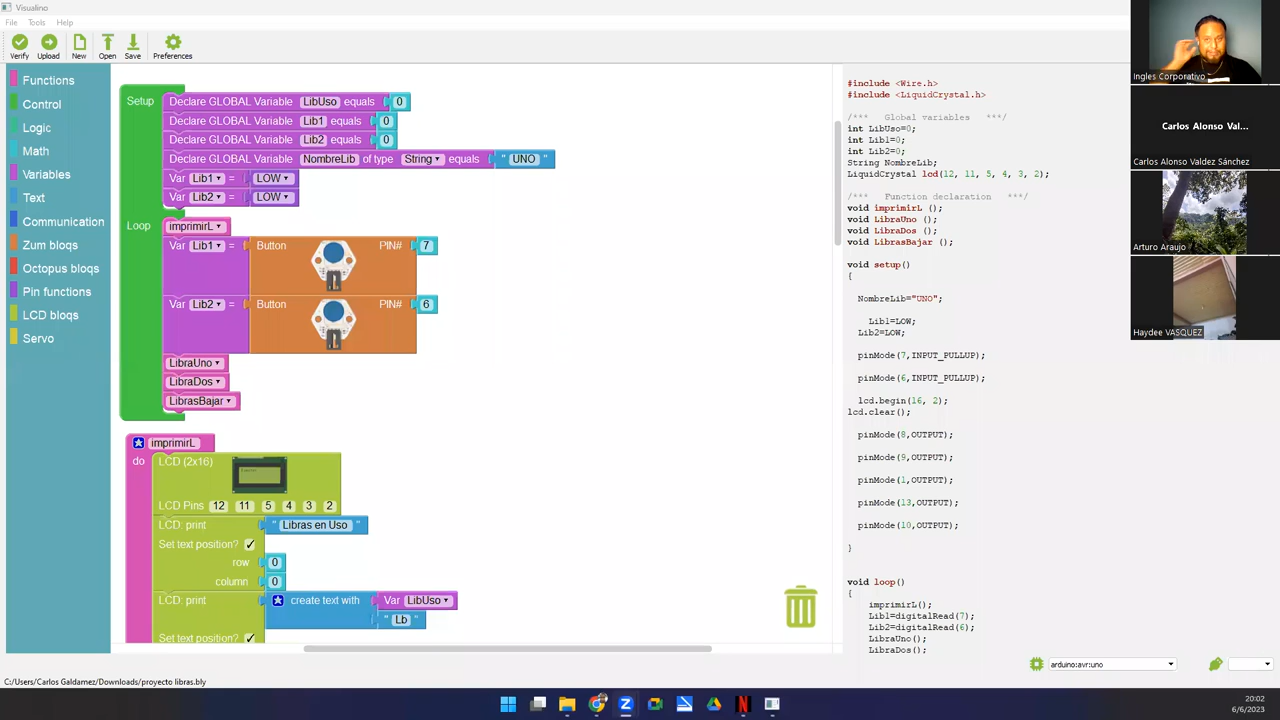 Visualino
File Tools Help
Verify Upload New Open Save Preferences
Functions
Control
Logic
Math
Variables
Text
Communication
Zum bloqs
Octopus bloqs
Pin functions
LCD bloqs
Servo
Setup
Declare GLOBAL Variable LibUso equals 0
Declare GLOBAL Variable Lib1 equals 0
Declare GLOBAL Variable Lib2 equals 0
Declare GLOBAL Variable NombreLib of type String equals " UNO "
Var Lib1 = LOW
Var Lib2 = LOW
Loop
imprimirL
Var Lib1 = Button PIN# 7
Var Lib2 = Button PIN# 6
LibraUno
LibraDos
LibrasBajar
imprimirL
do
LCD (2x16)
LCD Pins 12 11 5 4 3 2
LCD: print " Libras en Uso "
Set text position? ✓
row 0
column 0
LCD: print create text with Var LibUso
" Lb "
Set text position? ✓
#include <Wire.h>
#include <LiquidCrystal.h>
/*** Global variables ***/
int LibUso=0;
int Lib1=0;
int Lib2=0;
String NombreLib;
LiquidCrystal lcd(12, 11, 5, 4, 3, 2);
/*** Function declaration ***/
void imprimirL ();
void LibraUno ();
void LibraDos ();
void LibrasBajar ();
void setup()
{
NombreLib="UNO";
Lib1=LOW;
Lib2=LOW;
pinMode(7,INPUT_PULLUP);
pinMode(6,INPUT_PULLUP);
lcd.begin(16, 2);
lcd.clear();
pinMode(8,OUTPUT);
pinMode(9,OUTPUT);
pinMode(1,OUTPUT);
pinMode(13,OUTPUT);
pinMode(10,OUTPUT);
}
void loop()
{
imprimirL();
Lib1=digitalRead(7);
Lib2=digitalRead(6);
LibraUno();
LibraDos();
arduino:avr:uno
Ingles Corporativo
Carlos Alonso Val...
Carlos Alonso Valdez Sánchez
Arturo Araujo
Haydee VASQUEZ
C:/Users/Carlos Galdamez/Downloads/proyecto libras.bly
20:02
6/6/2023